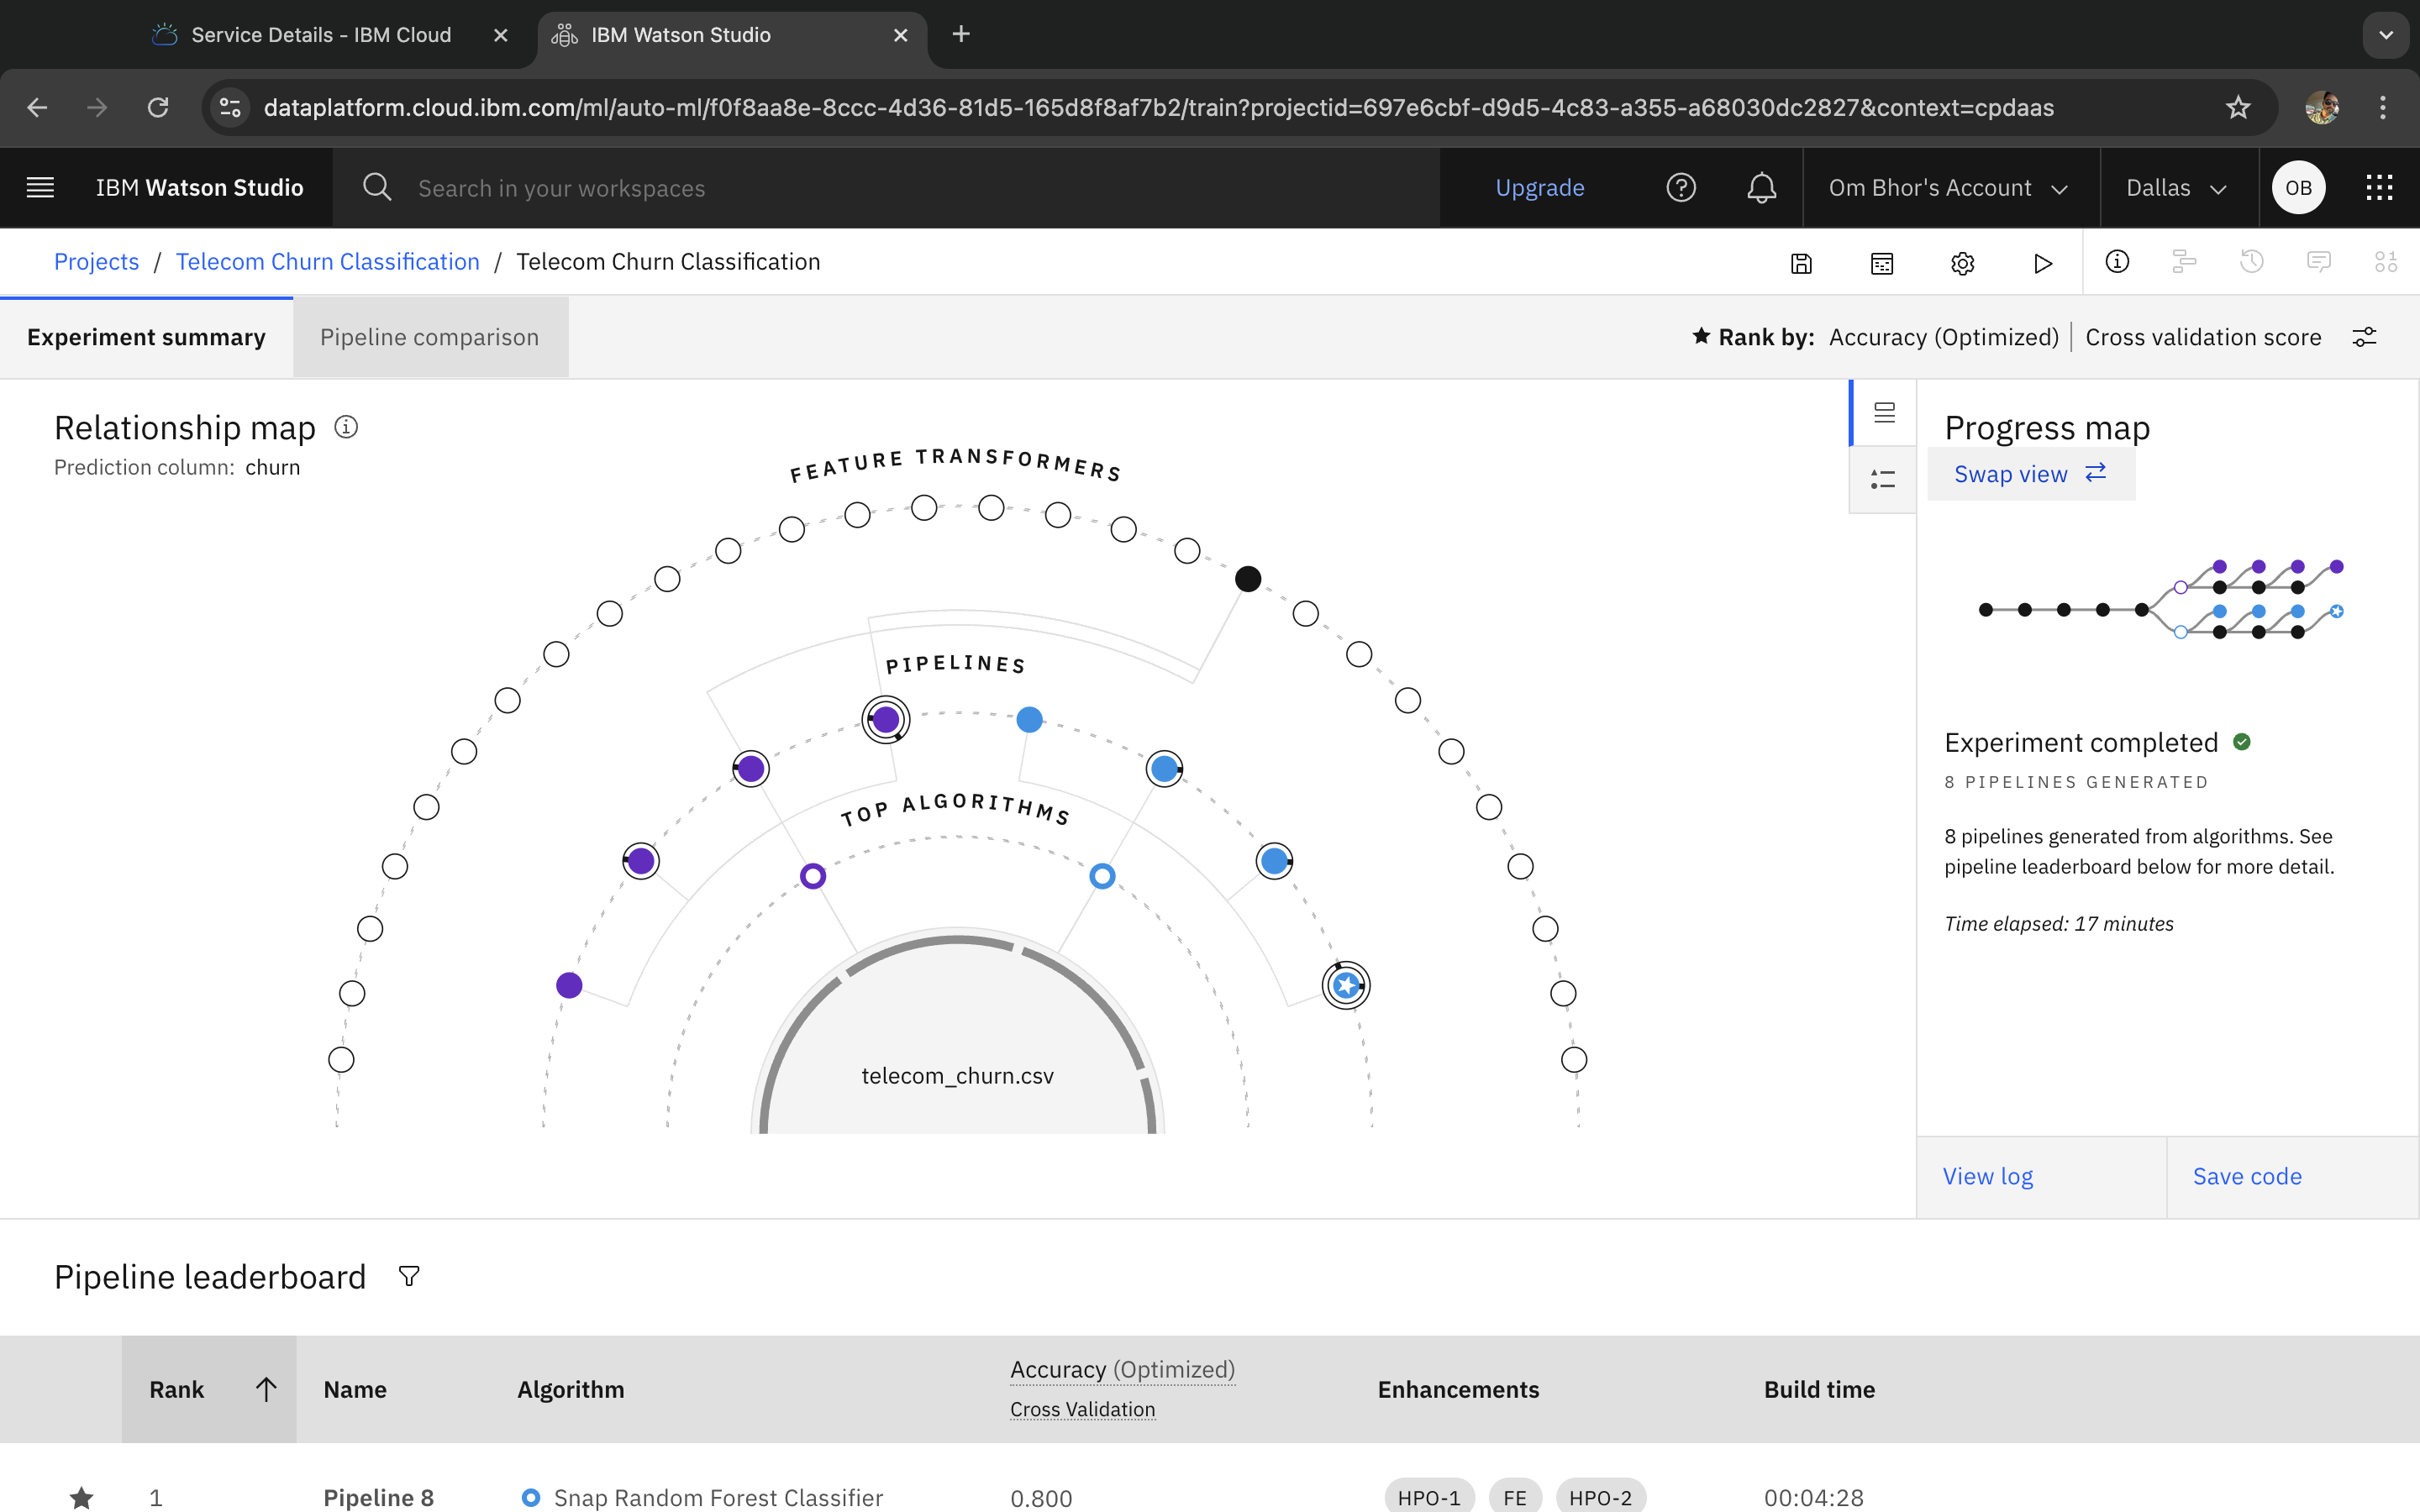 Service Details - IBM Cloud
IBM Watson Studio
dataplatform.cloud.ibm.com/ml/auto-ml/f0f8aa8e-8ccc-4d36-81d5-165d8f8af7b2/train?projectid=697e6cbf-d9d5-4c83-a355-a68030dc2827&context=cpdaas
IBM Watson Studio
Search in your workspaces
Upgrade
Om Bhor's Account
Dallas
OB
Projects / Telecom Churn Classification / Telecom Churn Classification
Experiment summary
Pipeline comparison
Rank by: Accuracy (Optimized) | Cross validation score
Relationship map
Prediction column: churn
FEATURE TRANSFORMERS
PIPELINES
TOP ALGORITHMS
telecom_churn.csv
Progress map
Swap view
Experiment completed
8 PIPELINES GENERATED
8 pipelines generated from algorithms. See
pipeline leaderboard below for more detail.
Time elapsed: 17 minutes
View log
Save code
Pipeline leaderboard
Rank
Name
Algorithm
Accuracy (Optimized)
Cross Validation
Enhancements
Build time
1
Pipeline 8
Snap Random Forest Classifier
0.800
HPO-1
FE
HPO-2
00:04:28